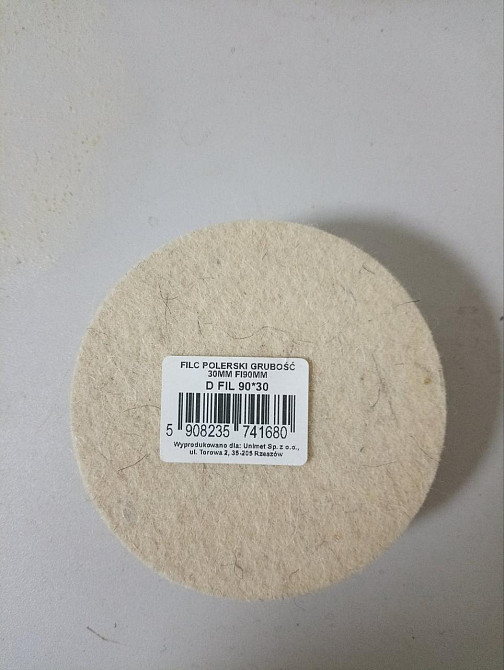 FILC POLERSKI GRUBOŚĆ
30MM FI90MM
D FIL 90*30
5 908235 741680
Wyprodukowano dla: Unimet Sp. z o.o.,
ul. Torowa 2, 35-205 Rzeszów